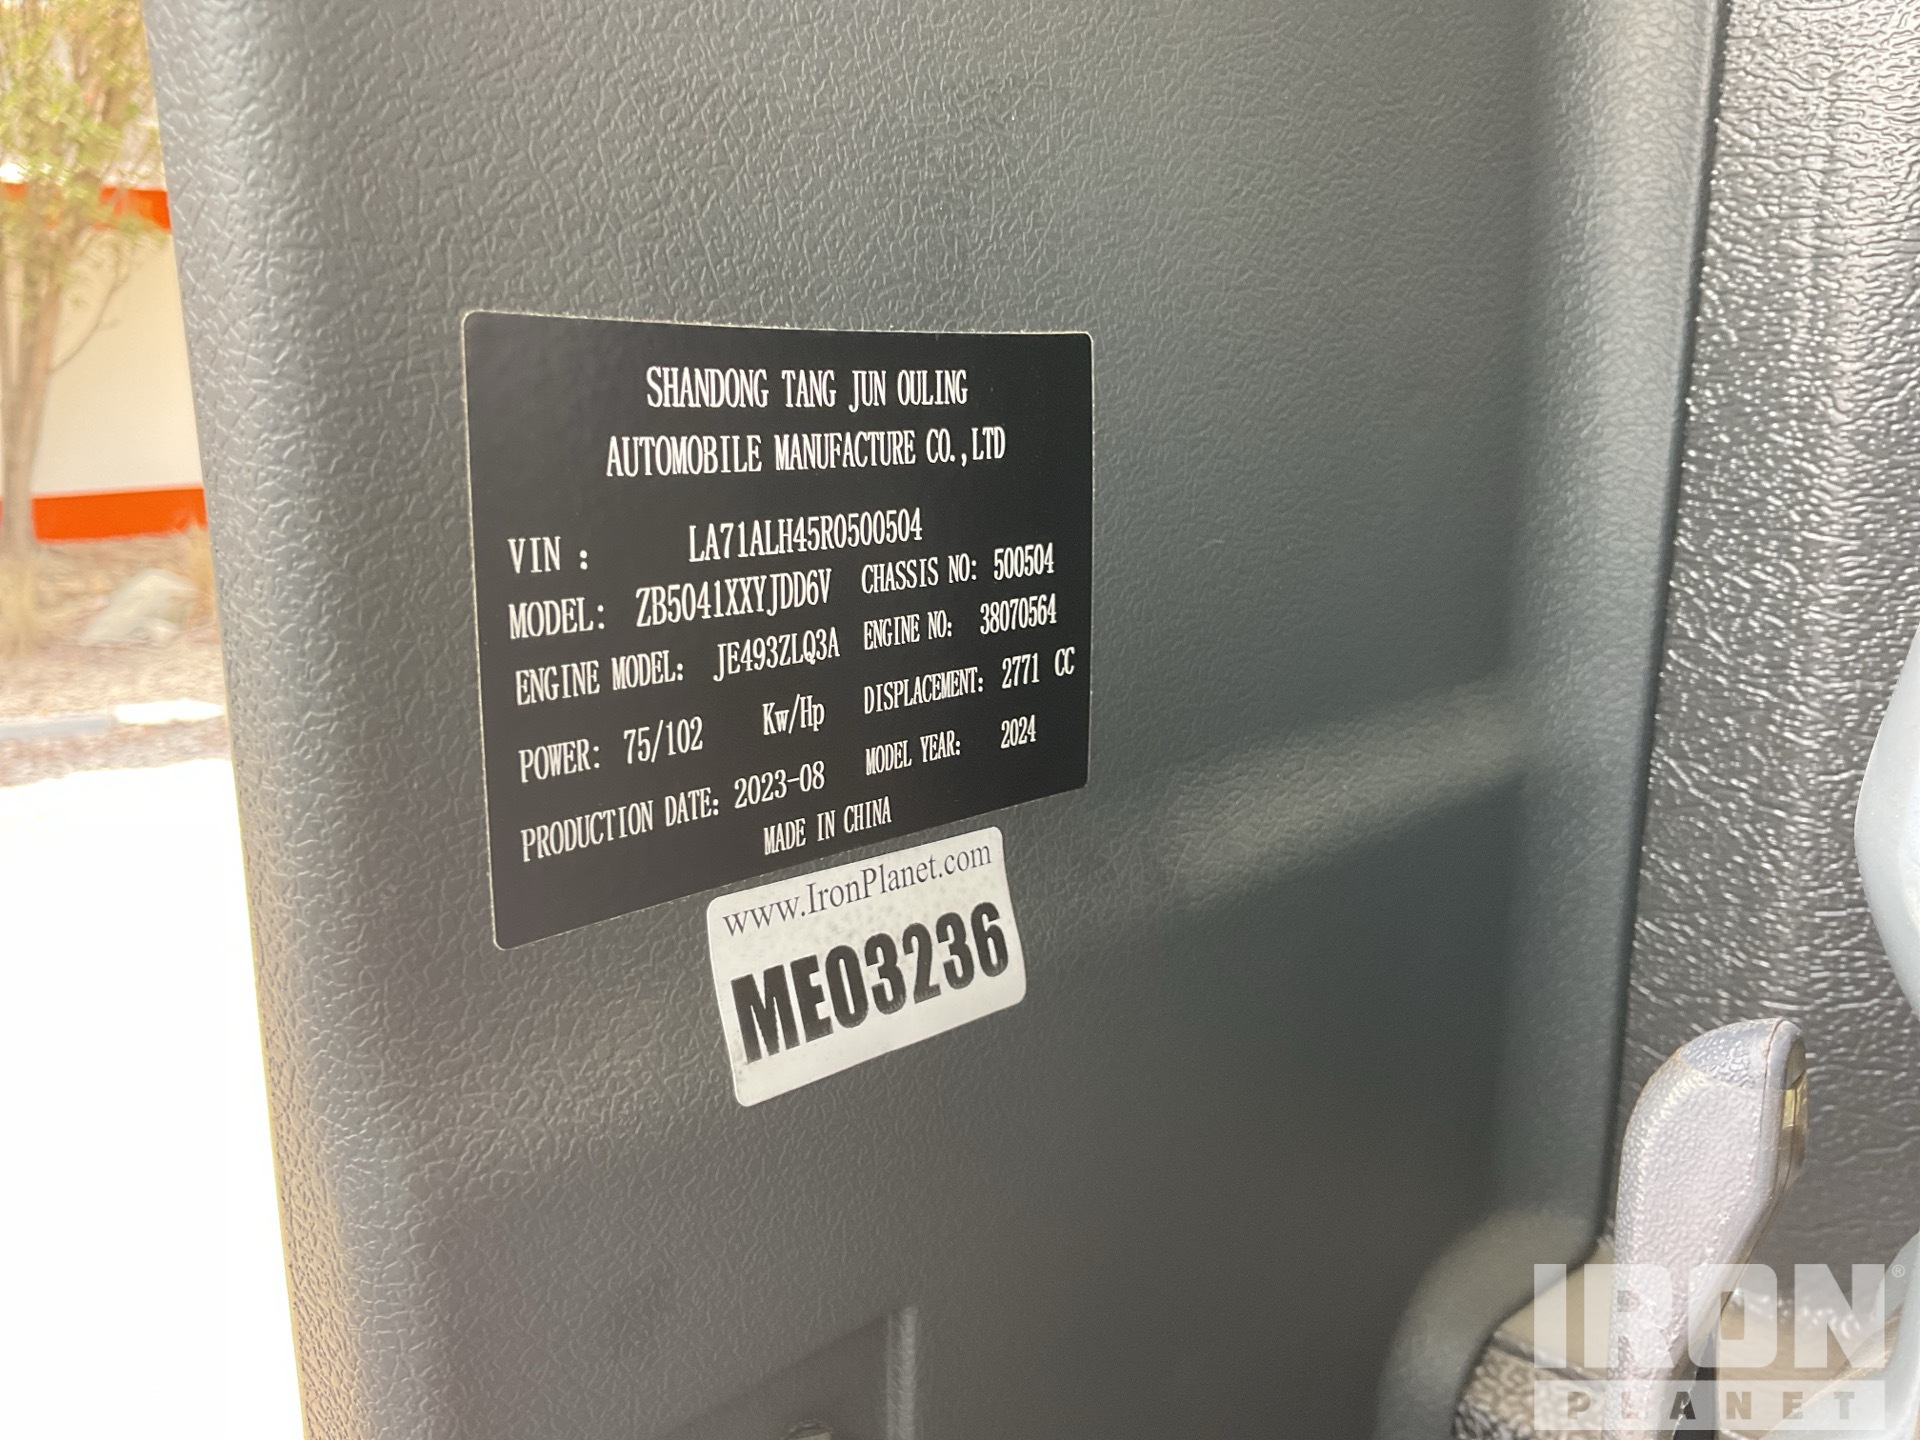 SHANDONG TANG JUN OULING
AUTOMOBILE MANUFACTURE CO.,LTD
VIN : LA71ALH45R0500504
MODEL: ZB5041XXYJDD6V CHASSIS NO: 500504
ENGINE MODEL: JE493ZLQ3A ENGINE NO: 38070564
POWER: 75/102 Kw/Hp DISPLACEMENT: 2771 CC
PRODUCTION DATE: 2023-08 MODEL YEAR: 2024
MADE IN CHINA
www.IronPlanet.com
ME03236
IRON®
PLANET